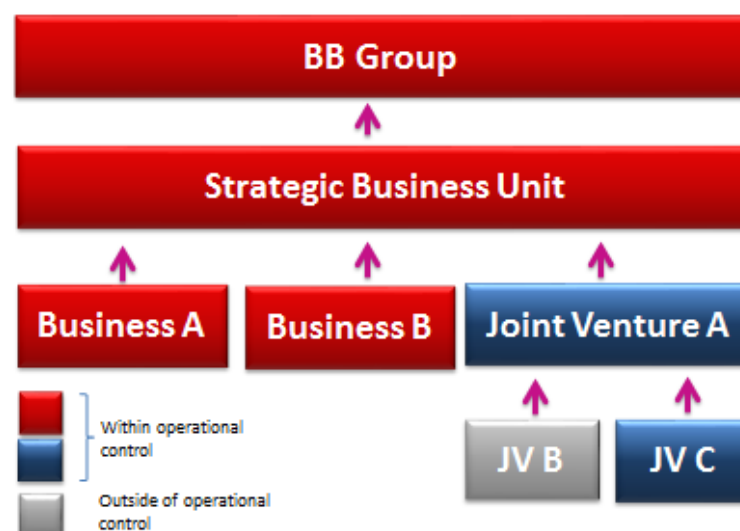 BB Group
Strategic Business Unit
Business A
Business B
Joint Venture A
JV B
JV C
Within operational
control
Outside of operational
control